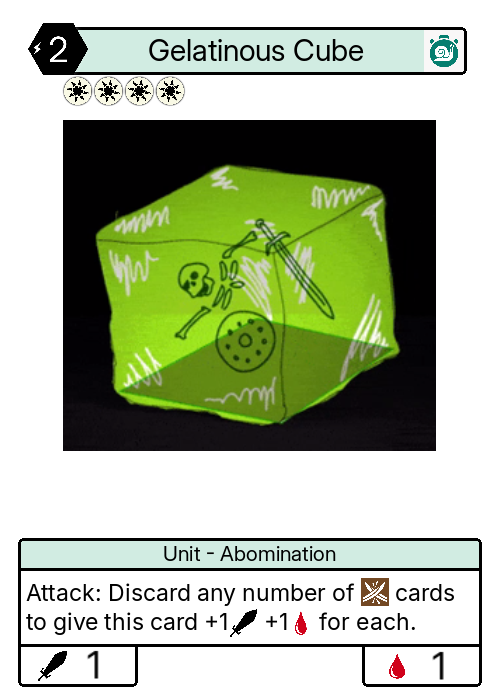 2 Gelatinous Cube
Unit - Abomination
Attack: Discard any number of cards
to give this card +1 +1 for each.
1 1